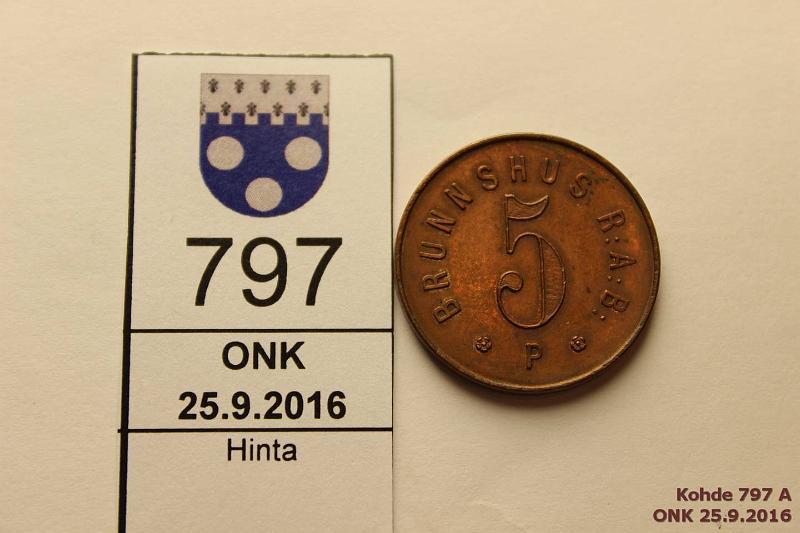 797
ONK
25.9.2016
Hinta
BRUNNSHUS R:A:B:
5
P
Kohde 797 A
ONK 25.9.2016